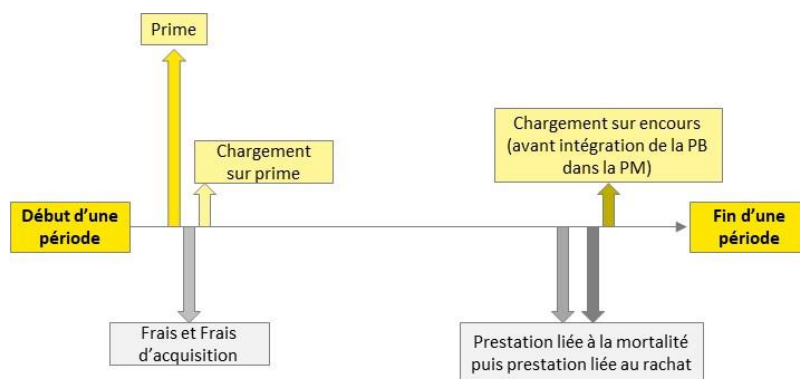 Prime
Chargement
sur prime
Chargement sur encours
(avant intégration de la PB
dans la PM)
Début d’une
période
Fin d’une
période
Frais et Frais
d’acquisition
Prestation liée à la mortalité
puis prestation liée au rachat